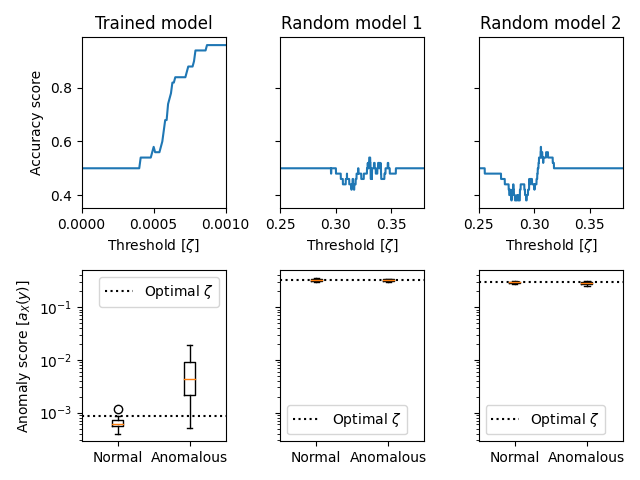 Trained model
Random model 1
Random model 2
Accuracy score
0.8
0.6
0.4
0.0000 0.0005 0.0010
0.25 0.30 0.35
0.25 0.30 0.35
Threshold [ζ]
Threshold [ζ]
Threshold [ζ]
Anomaly score [aχ(y)]
10⁻¹
10⁻²
10⁻³
Optimal ζ
Optimal ζ
Optimal ζ
Normal Anomalous
Normal Anomalous
Normal Anomalous